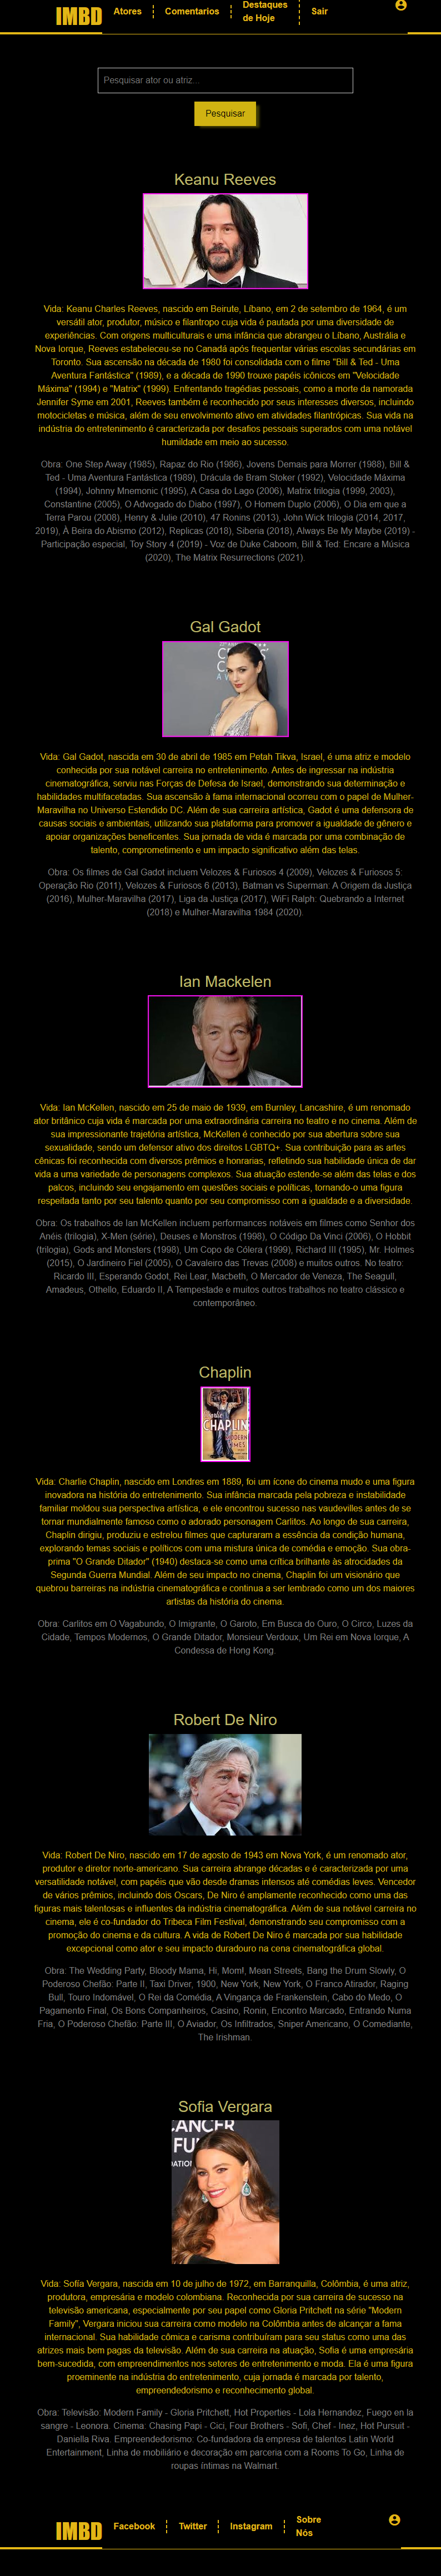 IMBD
Atores
Comentarios
Destaques
de Hoje
Sair
Pesquisar ator ou atriz...
Pesquisar
Keanu Reeves
Vida: Keanu Charles Reeves, nascido em Beirute, Líbano, em 2 de setembro de 1964, é um
versátil ator, produtor, músico e filantropo cuja vida é pautada por uma diversidade de
experiências. Com origens multiculturais e uma infância que abrangeu o Líbano, Austrália e
Nova Iorque, Reeves estabeleceu-se no Canadá após frequentar várias escolas secundárias em
Toronto. Sua ascensão na década de 1980 foi consolidada com o filme "Bill & Ted - Uma
Aventura Fantástica" (1989), e a década de 1990 trouxe papéis icônicos em "Velocidade
Máxima" (1994) e "Matrix" (1999). Enfrentando tragédias pessoais, como a morte da namorada
Jennifer Syme em 2001, Reeves também é reconhecido por seus interesses diversos, incluindo
motocicletas e música, além de seu envolvimento ativo em atividades filantrópicas. Sua vida na
indústria do entretenimento é caracterizada por desafios pessoais superados com uma notável
humildade em meio ao sucesso.
Obra: One Step Away (1985), Rapaz do Rio (1986), Jovens Demais para Morrer (1988), Bill &
Ted - Uma Aventura Fantástica (1989), Drácula de Bram Stoker (1992), Velocidade Máxima
(1994), Johnny Mnemonic (1995), A Casa do Lago (2006), Matrix trilogia (1999, 2003),
Constantine (2005), O Advogado do Diabo (1997), O Homem Duplo (2006), O Dia em que a
Terra Parou (2008), Henry & Julie (2010), 47 Ronins (2013), John Wick trilogia (2014, 2017,
2019), À Beira do Abismo (2012), Replicas (2018), Siberia (2018), Always Be My Maybe (2019) -
Participação especial, Toy Story 4 (2019) - Voz de Duke Caboom, Bill & Ted: Encare a Música
(2020), The Matrix Resurrections (2021).
Gal Gadot
Vida: Gal Gadot, nascida em 30 de abril de 1985 em Petah Tikva, Israel, é uma atriz e modelo
conhecida por sua notável carreira no entretenimento. Antes de ingressar na indústria
cinematográfica, serviu nas Forças de Defesa de Israel, demonstrando sua determinação e
habilidades multifacetadas. Sua ascensão à fama internacional ocorreu com o papel de Mulher-
Maravilha no Universo Estendido DC. Além de sua carreira artística, Gadot é uma defensora de
causas sociais e ambientais, utilizando sua plataforma para promover a igualdade de gênero e
apoiar organizações beneficentes. Sua jornada de vida é marcada por uma combinação de
talento, comprometimento e um impacto significativo além das telas.
Obra: Os filmes de Gal Gadot incluem Velozes & Furiosos 4 (2009), Velozes & Furiosos 5:
Operação Rio (2011), Velozes & Furiosos 6 (2013), Batman vs Superman: A Origem da Justiça
(2016), Mulher-Maravilha (2017), Liga da Justiça (2017), WiFi Ralph: Quebrando a Internet
(2018) e Mulher-Maravilha 1984 (2020).
Ian Mackelen
Vida: Ian McKellen, nascido em 25 de maio de 1939, em Burnley, Lancashire, é um renomado
ator britânico cuja vida é marcada por uma extraordinária carreira no teatro e no cinema. Além de
sua impressionante trajetória artística, McKellen é conhecido por sua abertura sobre sua
sexualidade, sendo um defensor ativo dos direitos LGBTQ+. Sua contribuição para as artes
cênicas foi reconhecida com diversos prêmios e honrarias, refletindo sua habilidade única de dar
vida a uma variedade de personagens complexos. Sua atuação estende-se além das telas e dos
palcos, incluindo seu engajamento em questões sociais e políticas, tornando-o uma figura
respeitada tanto por seu talento quanto por seu compromisso com a igualdade e a diversidade.
Obra: Os trabalhos de Ian McKellen incluem performances notáveis em filmes como Senhor dos
Anéis (trilogia), X-Men (série), Deuses e Monstros (1998), O Código Da Vinci (2006), O Hobbit
(trilogia), Gods and Monsters (1998), Um Copo de Cólera (1999), Richard III (1995), Mr. Holmes
(2015), O Jardineiro Fiel (2005), O Cavaleiro das Trevas (2008) e muitos outros. No teatro:
Ricardo III, Esperando Godot, Rei Lear, Macbeth, O Mercador de Veneza, The Seagull,
Amadeus, Othello, Eduardo II, A Tempestade e muitos outros trabalhos no teatro clássico e
contemporâneo.
Chaplin
CHAPLIN
Vida: Charlie Chaplin, nascido em Londres em 1889, foi um ícone do cinema mudo e uma figura
inovadora na história do entretenimento. Sua infância marcada pela pobreza e instabilidade
familiar moldou sua perspectiva artística, e ele encontrou sucesso nas vaudevilles antes de se
tornar mundialmente famoso como o adorado personagem Carlitos. Ao longo de sua carreira,
Chaplin dirigiu, produziu e estrelou filmes que capturaram a essência da condição humana,
explorando temas sociais e políticos com uma mistura única de comédia e emoção. Sua obra-
prima "O Grande Ditador" (1940) destaca-se como uma crítica brilhante às atrocidades da
Segunda Guerra Mundial. Além de seu impacto no cinema, Chaplin foi um visionário que
quebrou barreiras na indústria cinematográfica e continua a ser lembrado como um dos maiores
artistas da história do cinema.
Obra: Carlitos em O Vagabundo, O Imigrante, O Garoto, Em Busca do Ouro, O Circo, Luzes da
Cidade, Tempos Modernos, O Grande Ditador, Monsieur Verdoux, Um Rei em Nova Iorque, A
Condessa de Hong Kong.
Robert De Niro
Vida: Robert De Niro, nascido em 17 de agosto de 1943 em Nova York, é um renomado ator,
produtor e diretor norte-americano. Sua carreira abrange décadas e é caracterizada por uma
versatilidade notável, com papéis que vão desde dramas intensos até comédias leves. Vencedor
de vários prêmios, incluindo dois Oscars, De Niro é amplamente reconhecido como uma das
figuras mais talentosas e influentes da indústria cinematográfica. Além de sua notável carreira no
cinema, ele é co-fundador do Tribeca Film Festival, demonstrando seu compromisso com a
promoção do cinema e da cultura. A vida de Robert De Niro é marcada por sua habilidade
excepcional como ator e seu impacto duradouro na cena cinematográfica global.
Obra: The Wedding Party, Bloody Mama, Hi, Mom!, Mean Streets, Bang the Drum Slowly, O
Poderoso Chefão: Parte II, Taxi Driver, 1900, New York, New York, O Franco Atirador, Raging
Bull, Touro Indomável, O Rei da Comédia, A Vingança de Frankenstein, Cabo do Medo, O
Pagamento Final, Os Bons Companheiros, Casino, Ronin, Encontro Marcado, Entrando Numa
Fria, O Poderoso Chefão: Parte III, O Aviador, Os Infiltrados, Sniper Americano, O Comediante,
The Irishman.
Sofia Vergara
Vida: Sofía Vergara, nascida em 10 de julho de 1972, em Barranquilla, Colômbia, é uma atriz,
produtora, empresária e modelo colombiana. Reconhecida por sua carreira de sucesso na
televisão americana, especialmente por seu papel como Gloria Pritchett na série "Modern
Family", Vergara iniciou sua carreira como modelo na Colômbia antes de alcançar a fama
internacional. Sua habilidade cômica e carisma contribuíram para seu status como uma das
atrizes mais bem pagas da televisão. Além de sua carreira na atuação, Sofía é uma empresária
bem-sucedida, com empreendimentos nos setores de entretenimento e moda. Ela é uma figura
proeminente na indústria do entretenimento, cuja jornada é marcada por talento,
empreendedorismo e reconhecimento global.
Obra: Televisão: Modern Family - Gloria Pritchett, Hot Properties - Lola Hernandez, Fuego en la
sangre - Leonora. Cinema: Chasing Papi - Cici, Four Brothers - Sofi, Chef - Inez, Hot Pursuit -
Daniella Riva. Empreendedorismo: Co-fundadora da empresa de talentos Latin World
Entertainment, Linha de mobiliário e decoração em parceria com a Rooms To Go, Linha de
roupas íntimas na Walmart.
IMBD
Facebook
Twitter
Instagram
Sobre
Nós